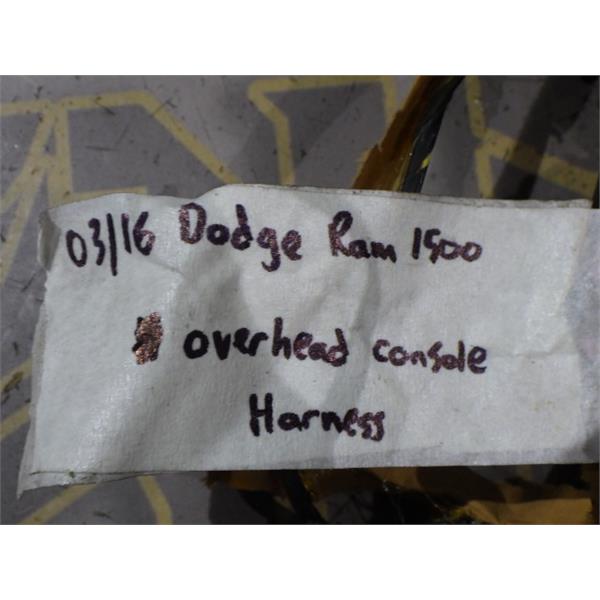 03/16 Dodge Ram 1500
overhead console
Harness